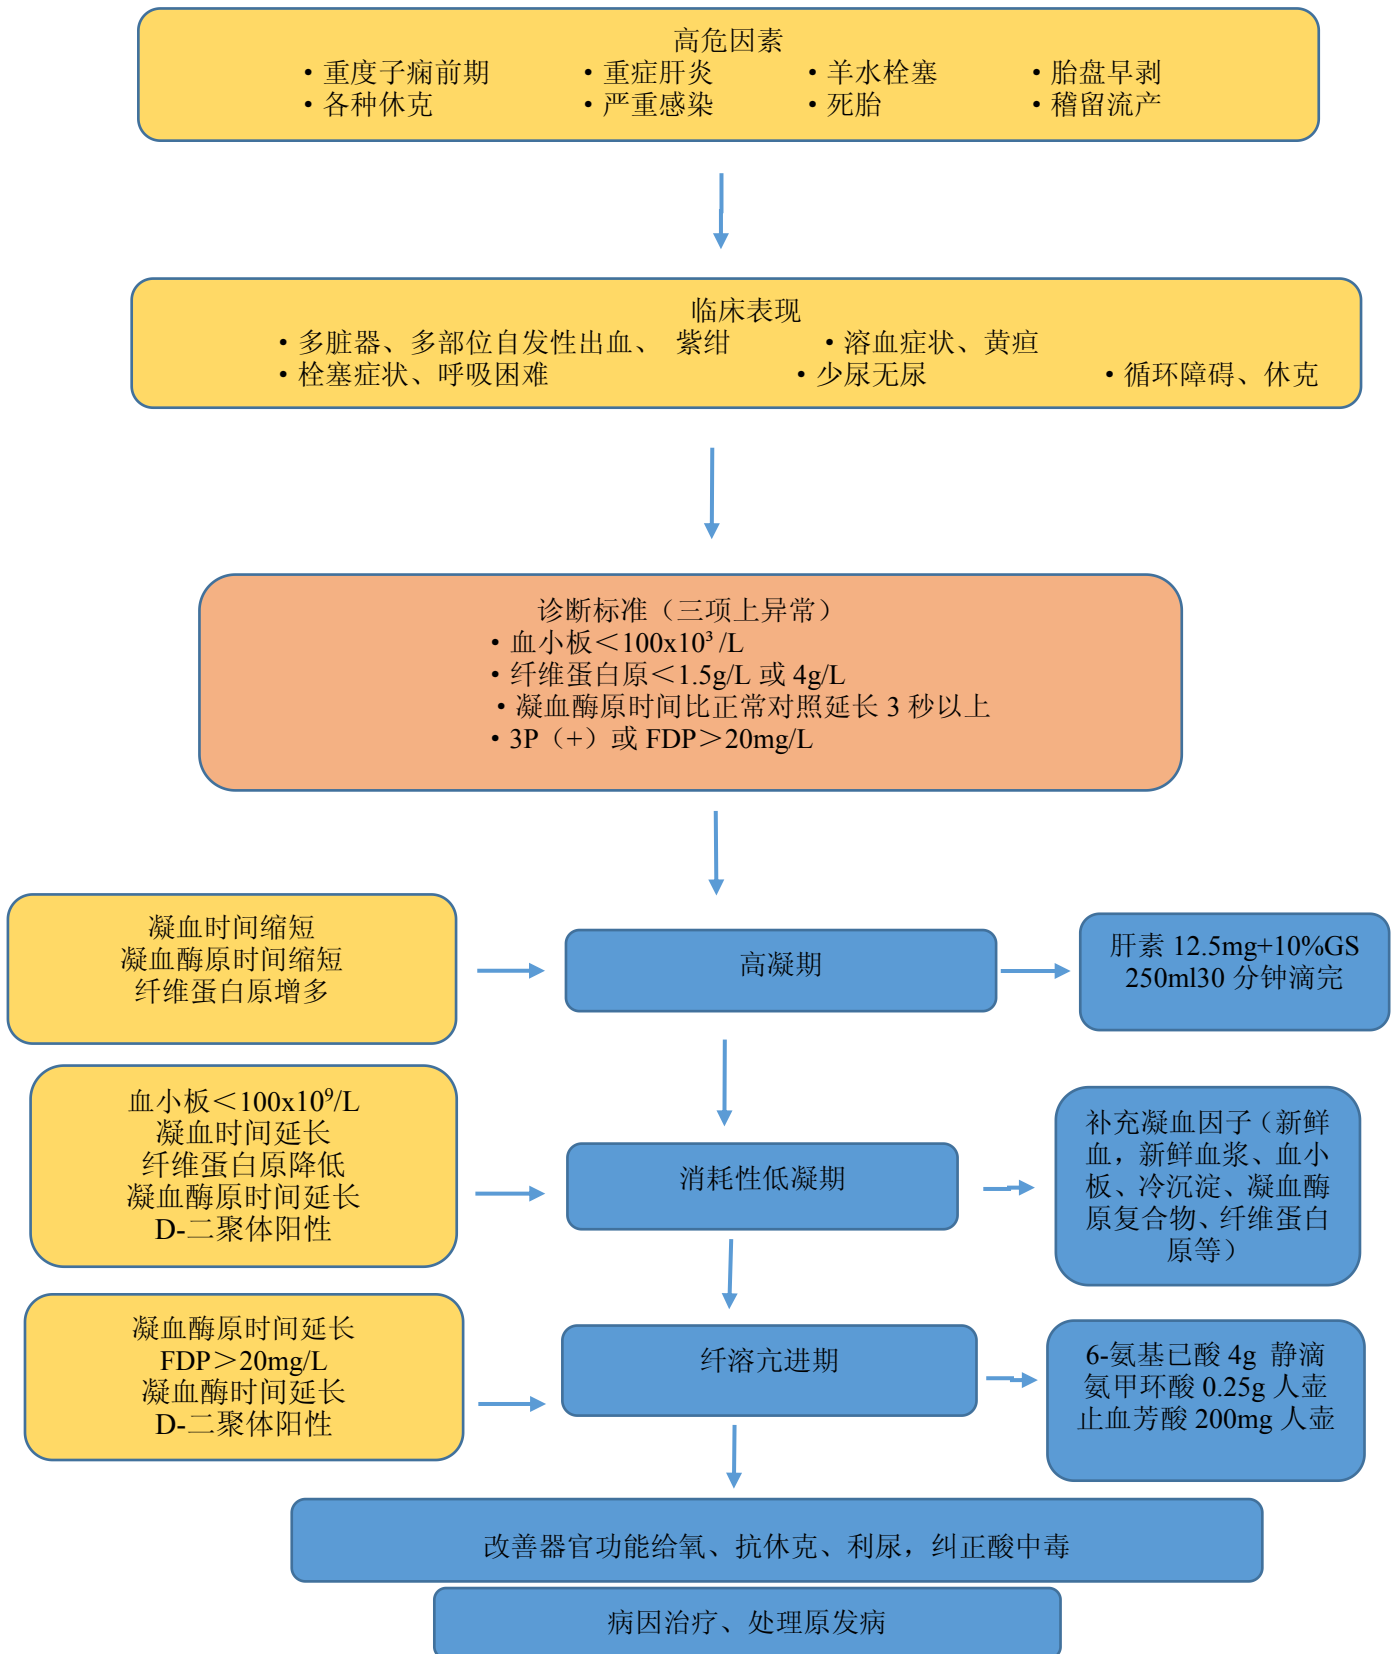 高危因素
·重度子痫前期 ·重症肝炎 ·羊水栓塞 ·胎盘早剥
·各种休克 ·严重感染 ·死胎 ·稽留流产
临床表现
·多脏器、多部位自发性出血、 紫绀 ·溶血症状、黄疸
·栓塞症状、呼吸困难 ·少尿无尿 ·循环障碍、休克
诊断标准（三项上异常）
·血小板＜100x10³ /L
·纤维蛋白原＜1.5g/L 或 4g/L
·凝血酶原时间比正常对照延长 3 秒以上
·3P（+）或 FDP＞20mg/L
凝血时间缩短
凝血酶原时间缩短
纤维蛋白原增多
高凝期
肝素 12.5mg+10%GS
250ml30 分钟滴完
血小板＜100x10⁹/L
凝血时间延长
纤维蛋白原降低
凝血酶原时间延长
D-二聚体阳性
消耗性低凝期
补充凝血因子（新鲜
血，新鲜血浆、血小
板、冷沉淀、凝血酶
原复合物、纤维蛋白
原等）
凝血酶原时间延长
FDP＞20mg/L
凝血酶时间延长
D-二聚体阳性
纤溶亢进期
6-氨基已酸 4g 静滴
氨甲环酸 0.25g 人壶
止血芳酸 200mg 人壶
改善器官功能给氧、抗休克、利尿，纠正酸中毒
病因治疗、处理原发病